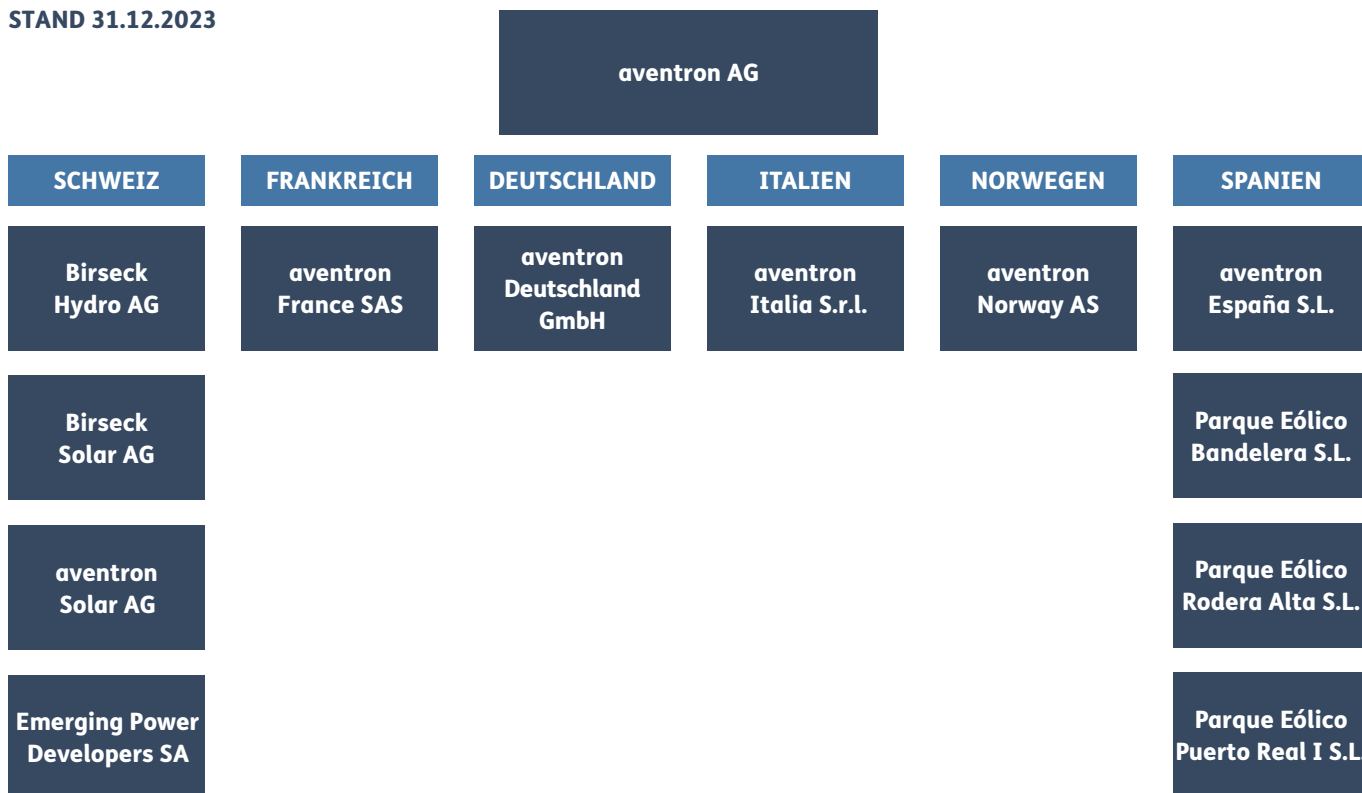 STAND 31.12.2023
aventron AG
SCHWEIZ
FRANKREICH
DEUTSCHLAND
ITALIEN
NORWEGEN
SPANIEN
Birseck
Hydro AG
aventron
France SAS
aventron
Deutschland
GmbH
aventron
Italia S.r.l.
aventron
Norway AS
aventron
España S.L.
Birseck
Solar AG
Parque Eólico
Bandelera S.L.
aventron
Solar AG
Parque Eólico
Rodera Alta S.L.
Emerging Power
Developers SA
Parque Eólico
Puerto Real I S.L.